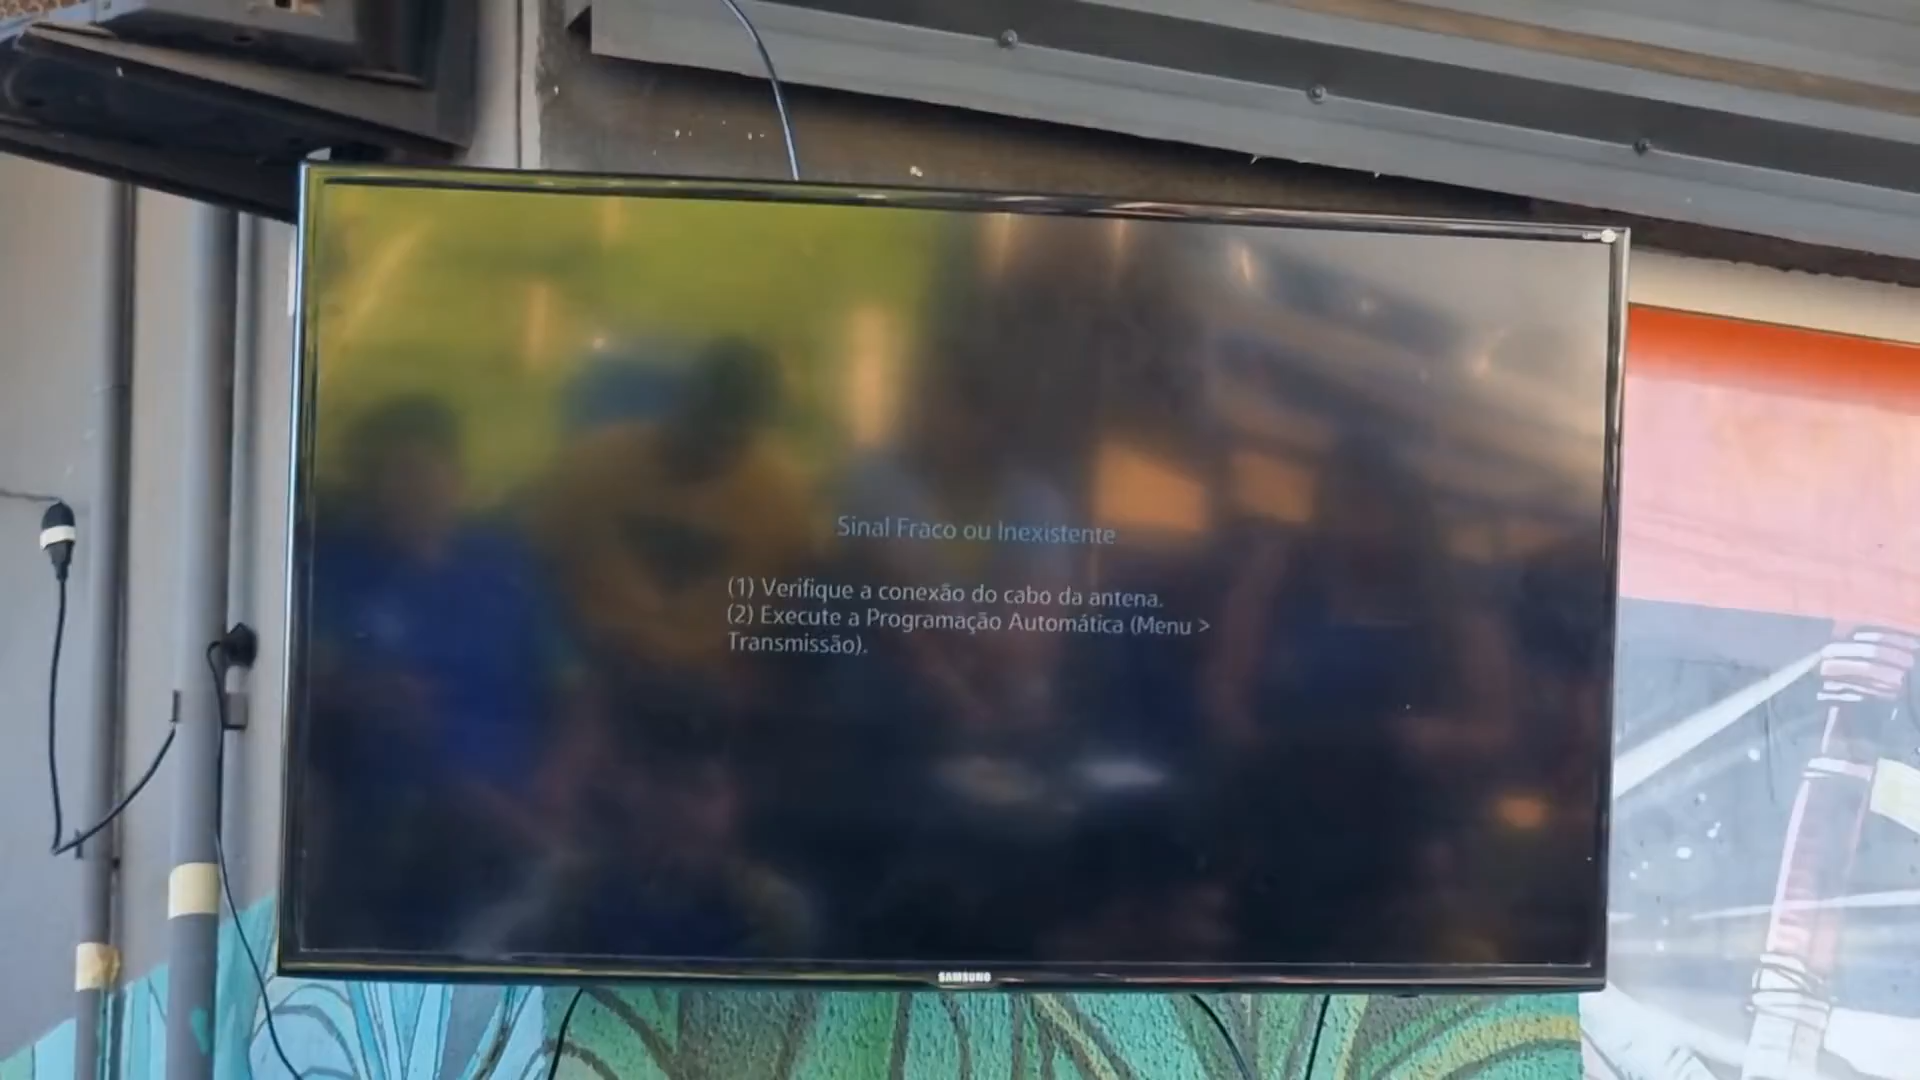 Sinal Fraco ou Inexistente
(1) Verifique a conexão do cabo da antena.
(2) Execute a Programação Automática (Menu >
Transmissão).
SAMSUNG